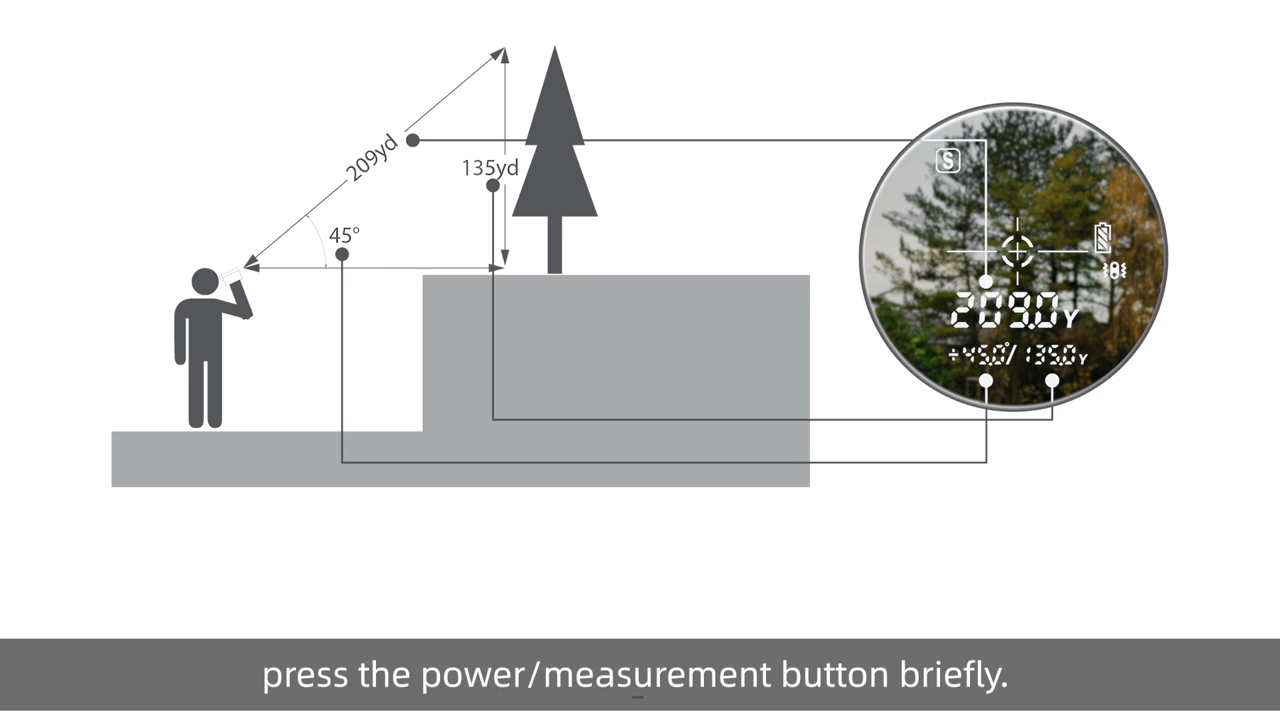 209yd
135yd
45°
S
209.0Y
+45.0°/135.0Y
press the power/measurement button briefly.